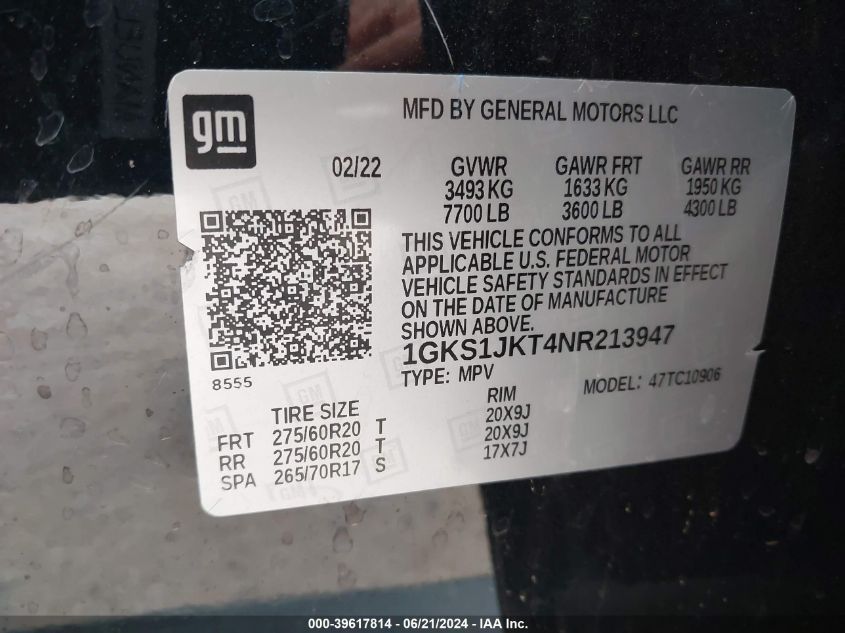 gm
MFD BY GENERAL MOTORS LLC
02/22 GVWR GAWR FRT GAWR RR
3493 KG 1633 KG 1950 KG
7700 LB 3600 LB 4300 LB
THIS VEHICLE CONFORMS TO ALL
APPLICABLE U.S. FEDERAL MOTOR
VEHICLE SAFETY STANDARDS IN EFFECT
ON THE DATE OF MANUFACTURE
SHOWN ABOVE.
1GKS1JKT4NR213947
8555
TYPE: MPV MODEL: 47TC10906
TIRE SIZE RIM
FRT 275/60R20 T 20X9J
RR 275/60R20 T 20X9J
SPA 265/70R17 S 17X7J
000-39617814 - 06/21/2024 - IAA Inc.